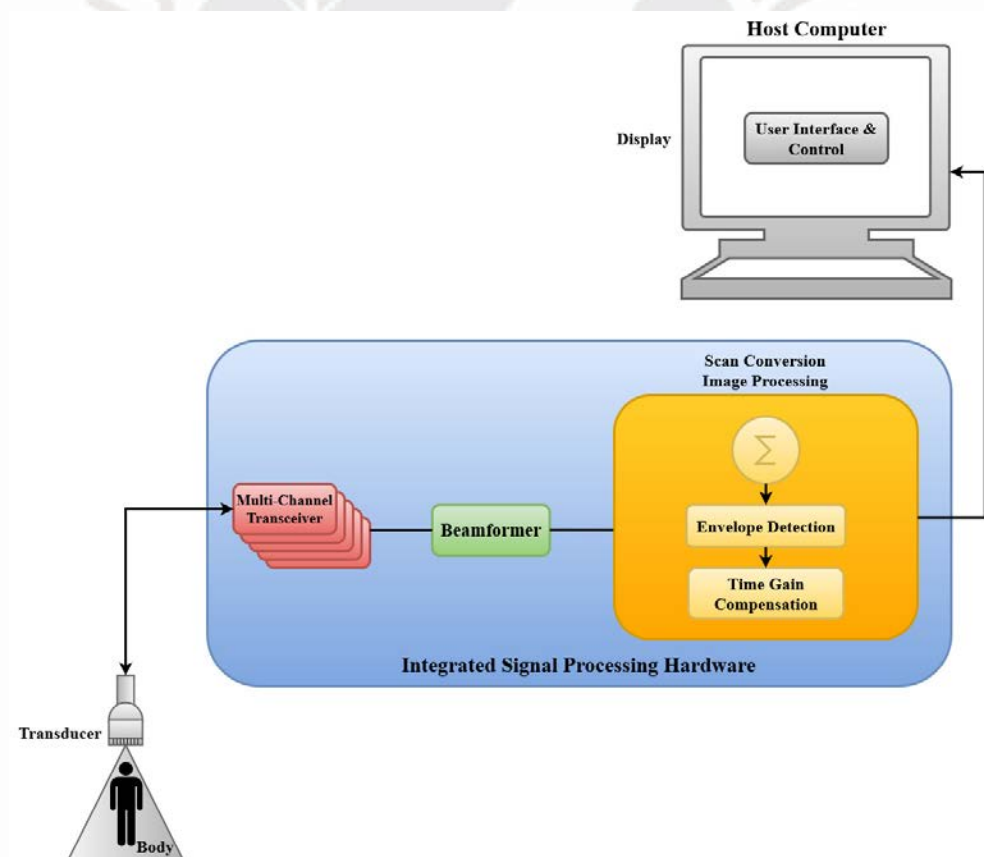 Host Computer
Display
User Interface &
Control
Scan Conversion
Image Processing
Σ
Multi-Channel
Transceiver
Beamformer
Envelope Detection
Time Gain
Compensation
Integrated Signal Processing Hardware
Transducer
Body